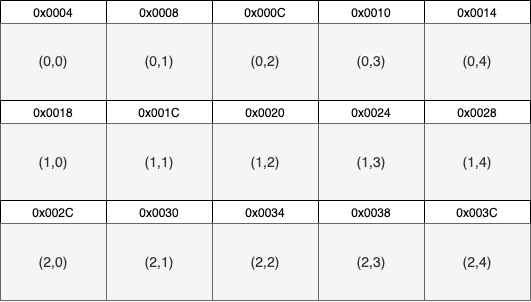 0x0004 0x0008 0x000C 0x0010 0x0014
(0,0) (0,1) (0,2) (0,3) (0,4)
0x0018 0x001C 0x0020 0x0024 0x0028
(1,0) (1,1) (1,2) (1,3) (1,4)
0x002C 0x0030 0x0034 0x0038 0x003C
(2,0) (2,1) (2,2) (2,3) (2,4)